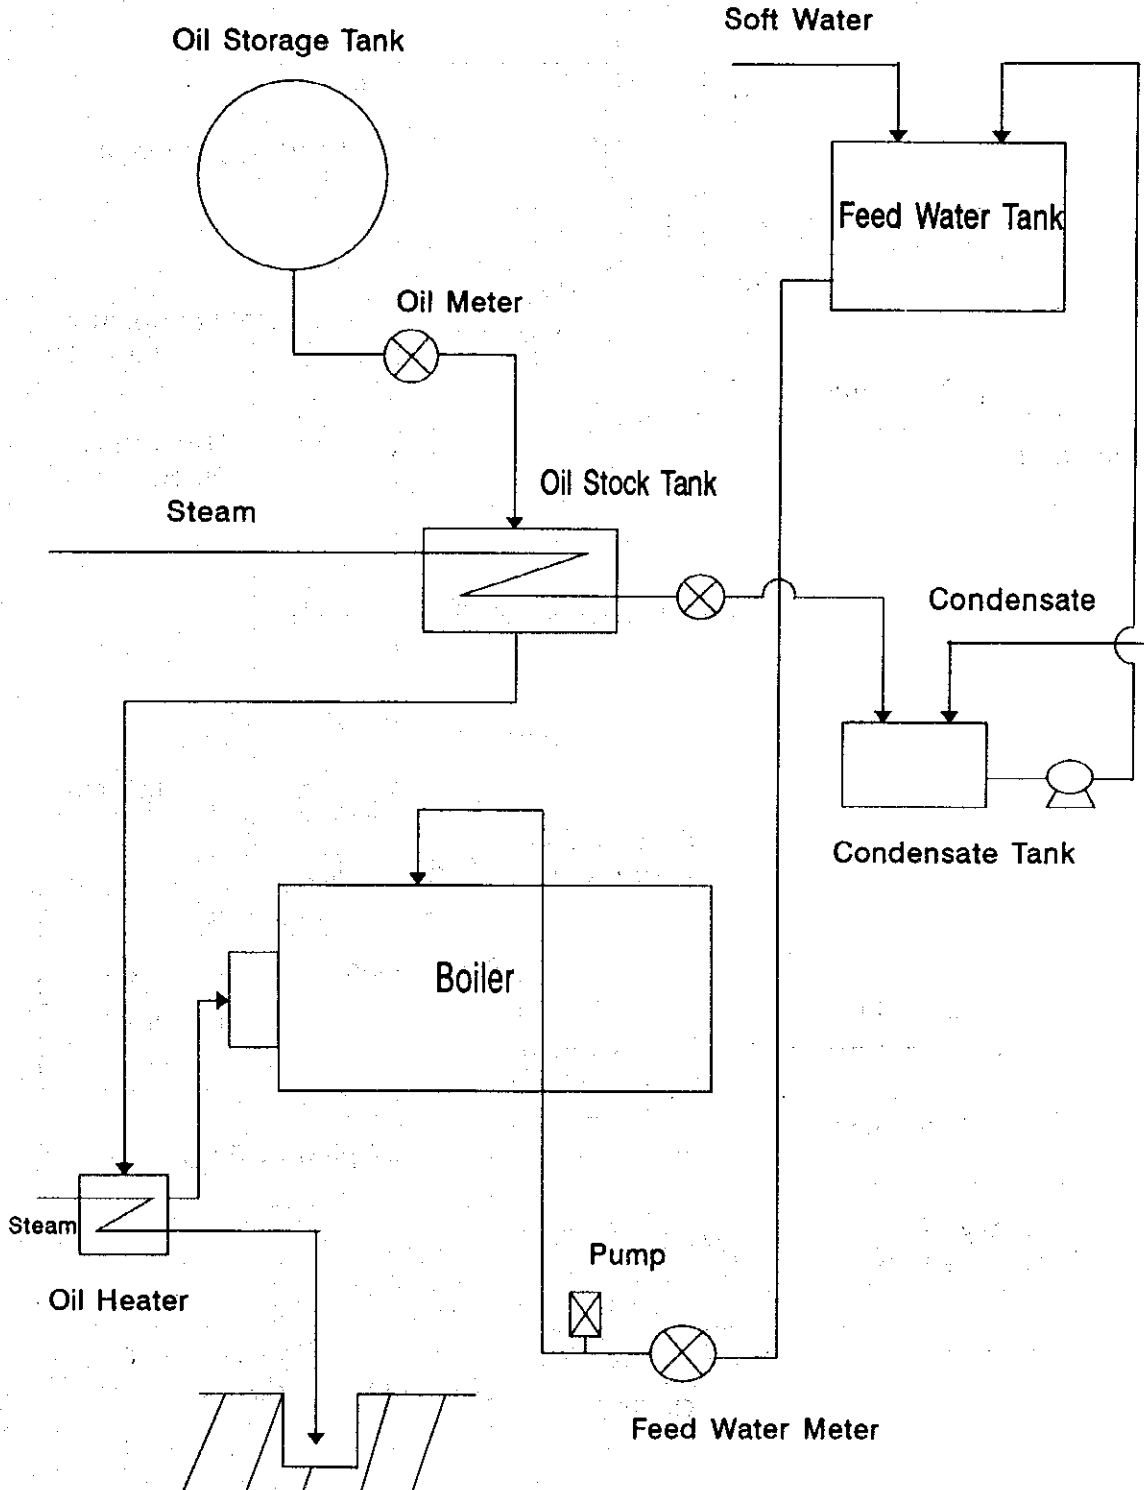 Soft Water
Oil Storage Tank
Feed Water Tank
Oil Meter
Oil Stock Tank
Steam
Condensate
Condensate Tank
Boiler
Steam
Pump
Oil Heater
Feed Water Meter